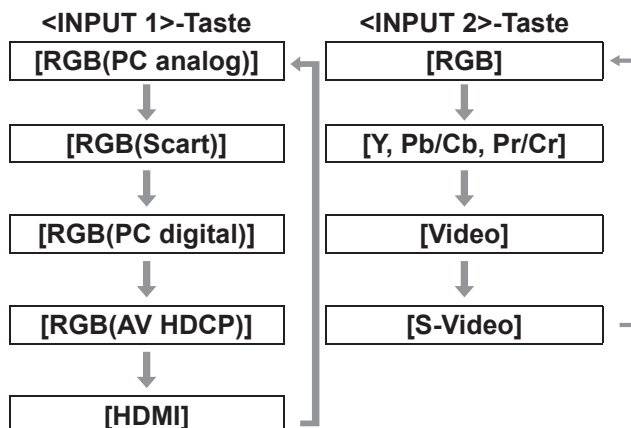 <INPUT 1>-Taste
[RGB(PC analog)]
[RGB(Scart)]
[RGB(PC digital)]
[RGB(AV HDCP)]
[HDMI]
<INPUT 2>-Taste
[RGB]
[Y, Pb/Cb, Pr/Cr]
[Video]
[S-Video]